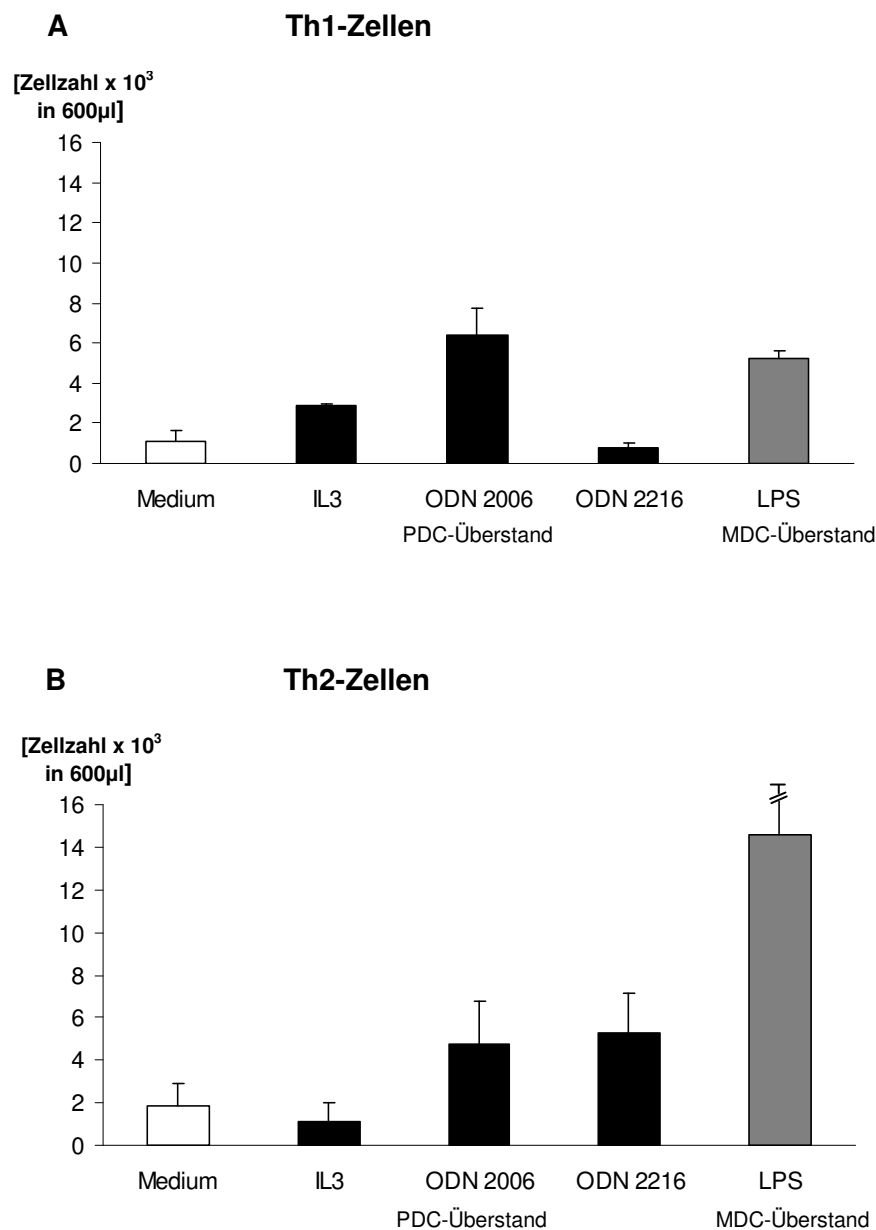 A Th1-Zellen
[Zellzahl x 10³
in 600µl]
16
14
12
10
8
6
4
2
0
Medium IL3 ODN 2006 ODN 2216 LPS
PDC-Überstand MDC-Überstand
B Th2-Zellen
[Zellzahl x 10³
in 600µl]
16
14
12
10
8
6
4
2
0
Medium IL3 ODN 2006 ODN 2216 LPS
PDC-Überstand MDC-Überstand